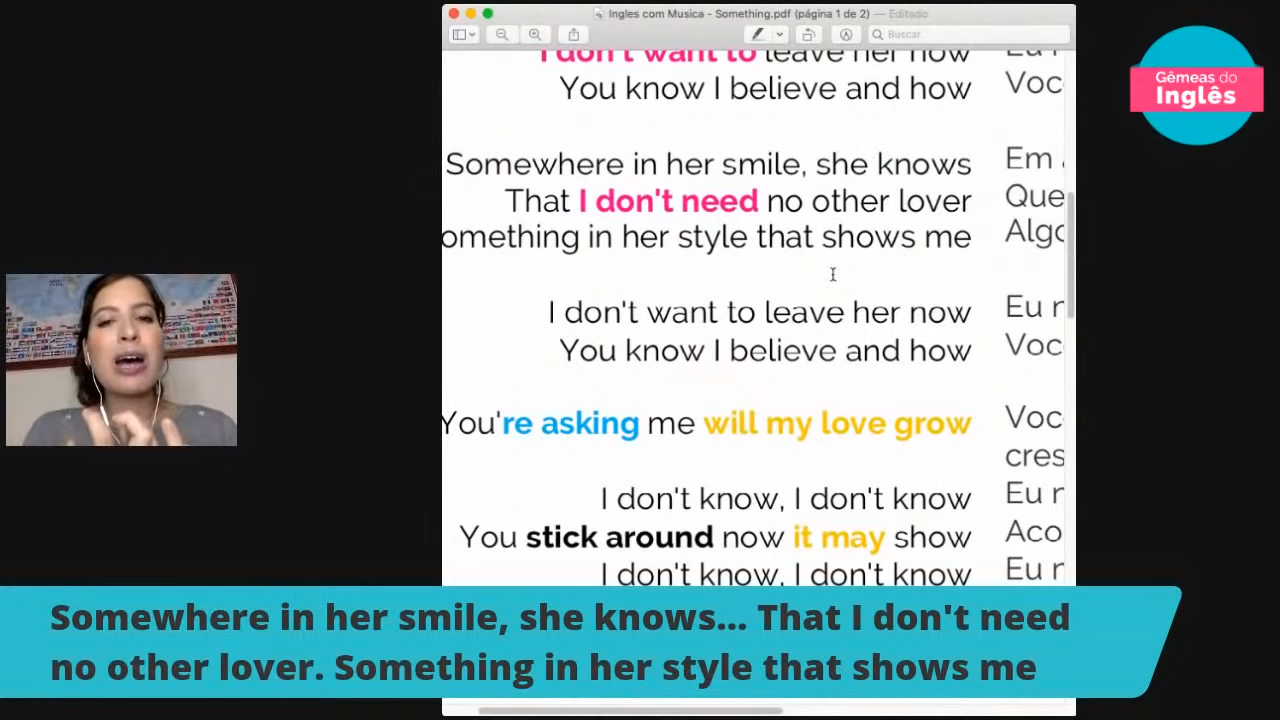 Ingles com Musica - Something.pdf (página 1 de 2) — Editado
Buscar
Gêmeas do
Inglês
I don't want to leave her now
You know I believe and how
Voc
Somewhere in her smile, she knows
Em
That I don't need no other lover
Que
omething in her style that shows me
Algo
I don't want to leave her now
Eu n
You know I believe and how
Voc
You're asking me will my love grow
Voc
cres
I don't know, I don't know
Eu n
You stick around now it may show
Aco
I don't know, I don't know
Eu n
Somewhere in her smile, she knows... That I don't need
no other lover. Something in her style that shows me